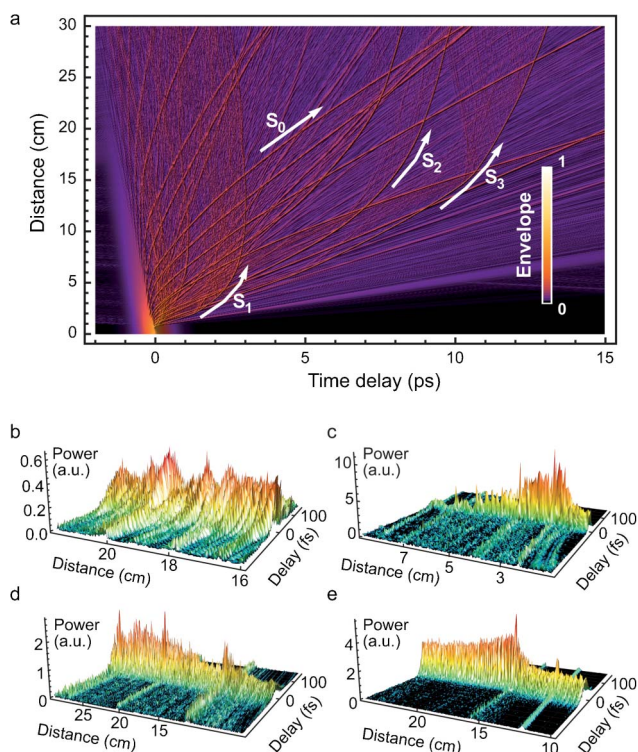 a
30
25
20
15
10
5
0
Distance (cm)
S0
S1
S2
S3
Envelope
1
0
0 5 10 15
Time delay (ps)
b
Power
(a.u.)
0.6
0.4
0.2
0.0
20 18 16
Distance (cm)
Delay (fs)
0 100
c
Power
(a.u.)
10
5
0
7 5 3
Distance (cm)
Delay (fs)
0 100
d
Power
(a.u.)
2
1
0
25 20 15
Distance (cm)
Delay (fs)
0 100
e
Power
(a.u.)
4
2
0
20 15 10
Distance (cm)
Delay (fs)
0 100